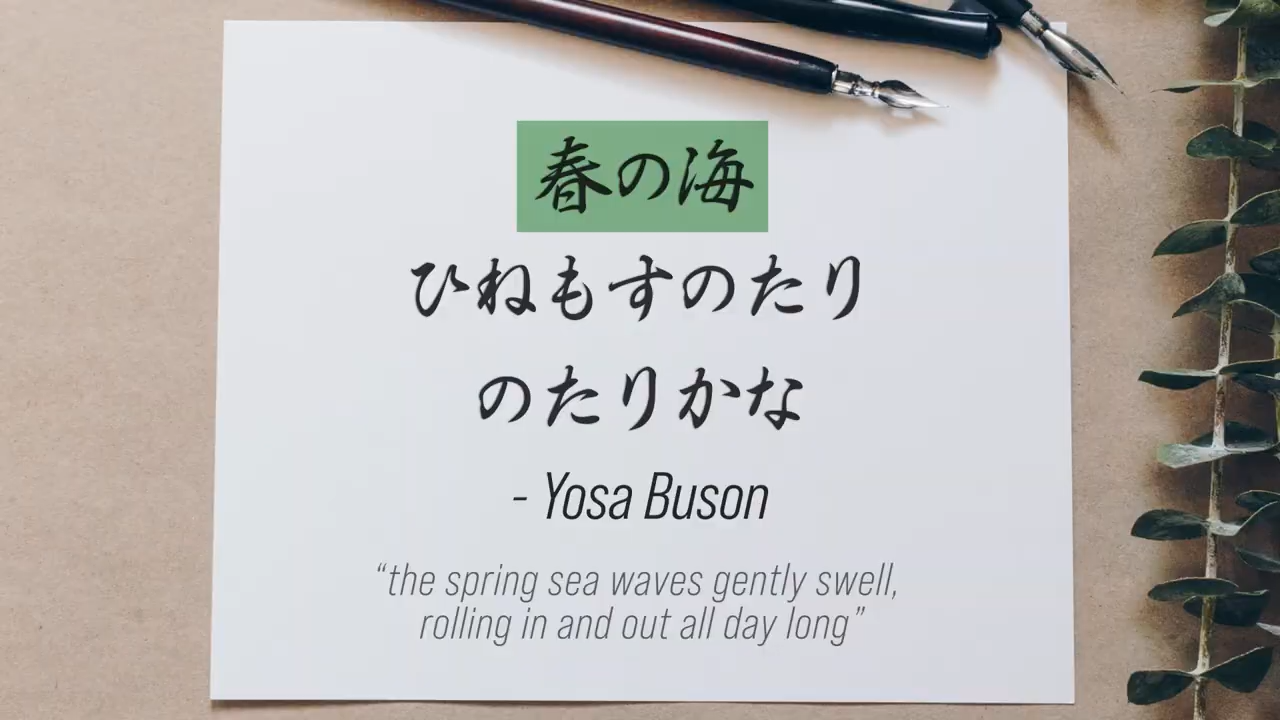 春の海
ひねもすのたり
のたりかな
- Yosa Buson
“the spring sea waves gently swell,
rolling in and out all day long”